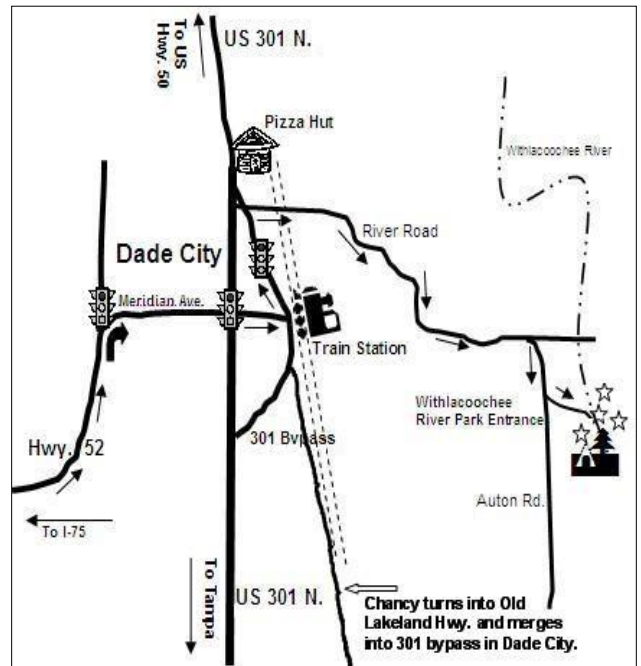 To US
Hwy. 50
US 301 N.
Pizza Hut
Withlacoochee River
River Road
Dade City
Meridian Ave.
Train Station
Withlacoochee
River Park Entrance
301 Bypass
Hwy. 52
Auton Rd.
To I-75
To Tampa
US 301 N.
Chancy turns into Old
Lakeland Hwy. and merges
into 301 bypass in Dade City.